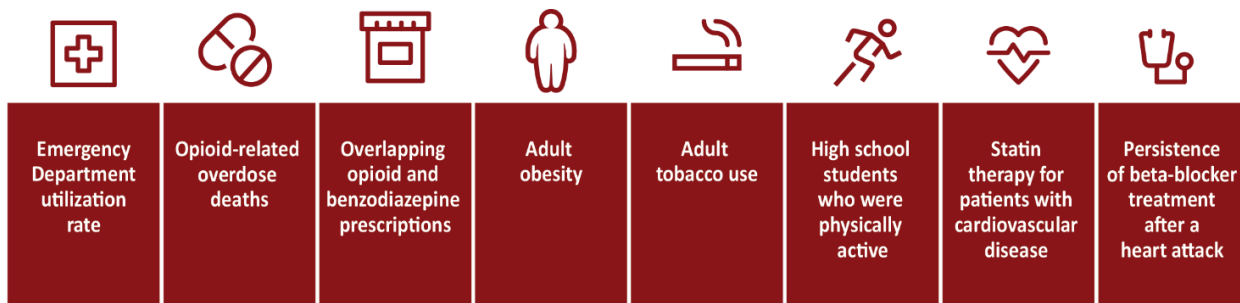 Emergency
Department
utilization
rate
Opioid-related
overdose
deaths
Overlapping
opioid and
benzodiazepine
prescriptions
Adult
obesity
Adult
tobacco use
High school
students
who were
physically
active
Statin
therapy for
patients with
cardiovascular
disease
Persistence
of beta-blocker
treatment
after a
heart attack